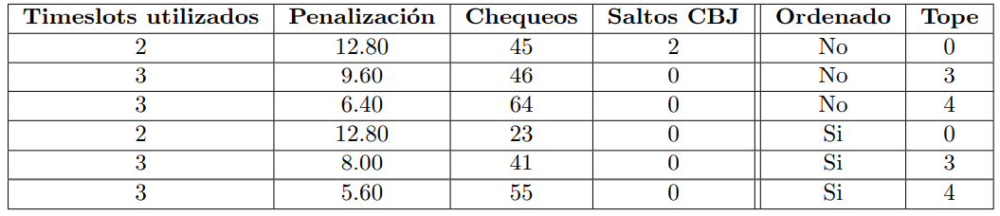 Timeslots utilizados Penalización Chequeos Saltos CBJ Ordenado Tope
2 12.80 45 2 No 0
3 9.60 46 0 No 3
3 6.40 64 0 No 4
2 12.80 23 0 Si 0
3 8.00 41 0 Si 3
3 5.60 55 0 Si 4